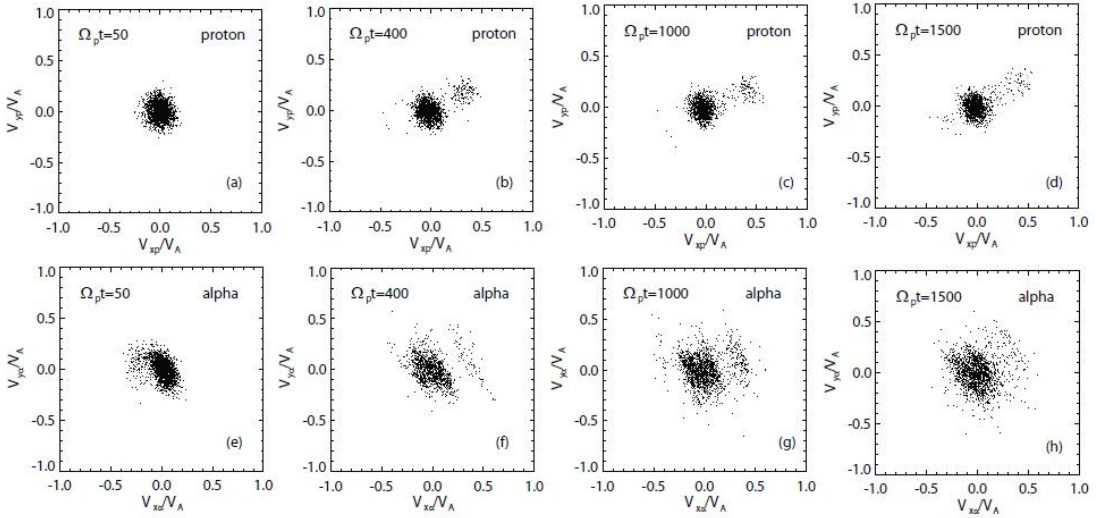 1.0
0.5
0.0
-0.5
-1.0
V_yp/V_A
Ω_pt=50 proton
(a)
-1.0 -0.5 0.0 0.5 1.0
V_xp/V_A
1.0
0.5
0.0
-0.5
-1.0
V_yp/V_A
Ω_pt=400 proton
(b)
-1.0 -0.5 0.0 0.5 1.0
V_xp/V_A
1.0
0.5
0.0
-0.5
-1.0
V_yp/V_A
Ω_pt=1000 proton
(c)
-1.0 -0.5 0.0 0.5 1.0
V_xp/V_A
1.0
0.5
0.0
-0.5
-1.0
V_yp/V_A
Ω_pt=1500 proton
(d)
-1.0 -0.5 0.0 0.5 1.0
V_xp/V_A
1.0
0.5
0.0
-0.5
-1.0
V_yα/V_A
Ω_pt=50 alpha
(e)
-1.0 -0.5 0.0 0.5 1.0
V_xα/V_A
1.0
0.5
0.0
-0.5
-1.0
V_yα/V_A
Ω_pt=400 alpha
(f)
-1.0 -0.5 0.0 0.5 1.0
V_xα/V_A
1.0
0.5
0.0
-0.5
-1.0
V_yα/V_A
Ω_pt=1000 alpha
(g)
-1.0 -0.5 0.0 0.5 1.0
V_xα/V_A
1.0
0.5
0.0
-0.5
-1.0
V_yα/V_A
Ω_pt=1500 alpha
(h)
-1.0 -0.5 0.0 0.5 1.0
V_xα/V_A